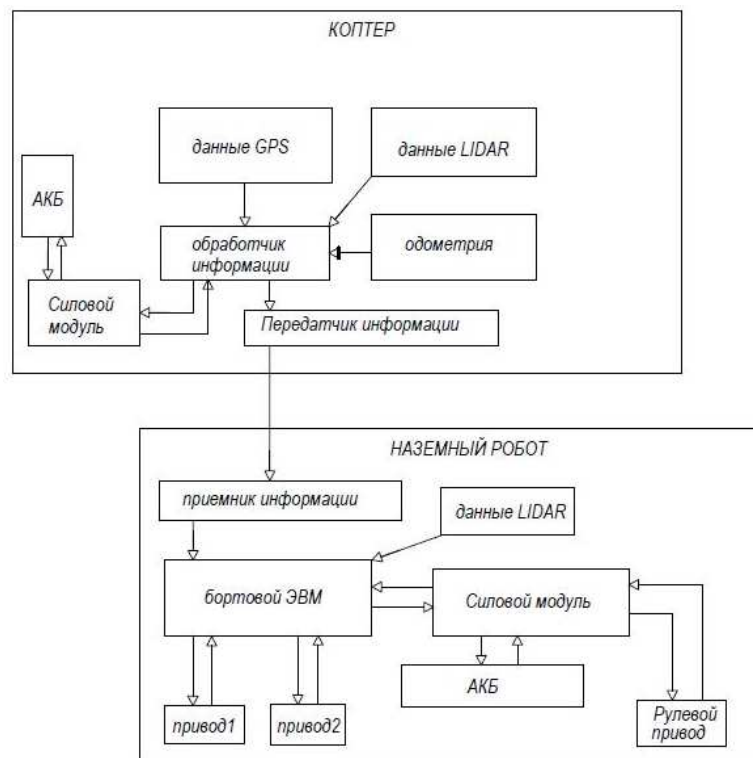 КОПТЕР
данные GPS
данные LIDAR
АКБ
обработчик
информации
одометрия
Силовой
модуль
Передатчик информации
НАЗЕМНЫЙ РОБОТ
приемник информации
данные LIDAR
бортовой ЭВМ
Силовой модуль
АКБ
привод1
привод2
Рулевой
привод